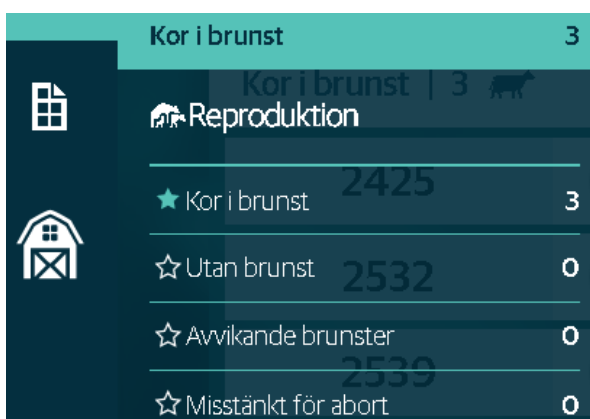 Kor i brunst 3
Kor i brunst | 3
Reproduktion
2425
Kor i brunst 3
2532
Utan brunst 0
Avvikande brunster 0
2539
Misstänkt för abort 0